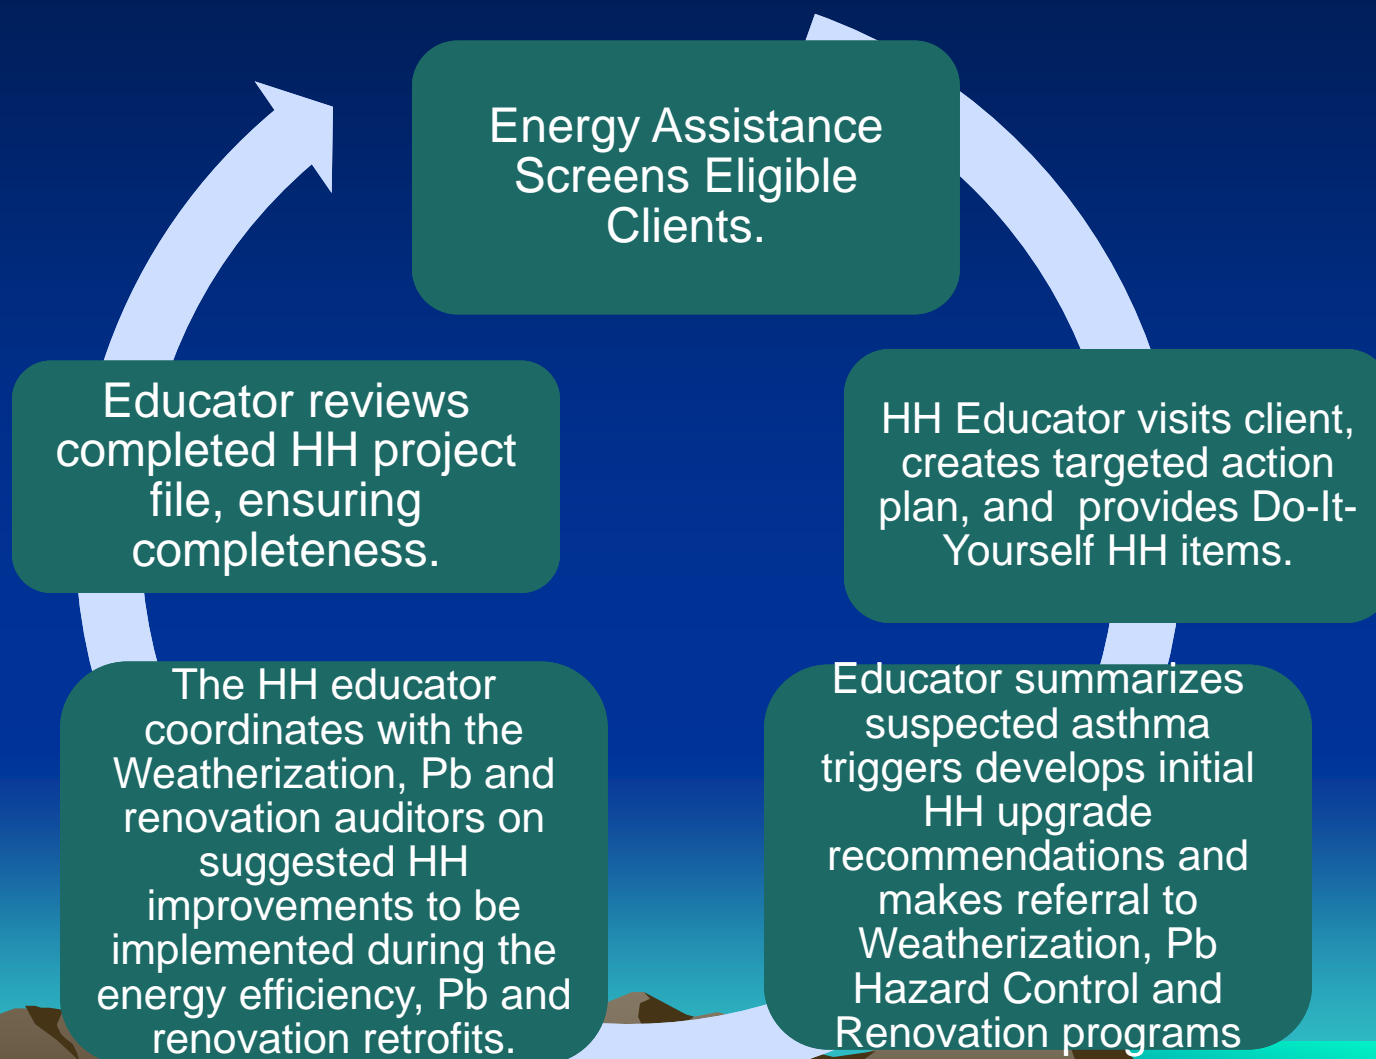 Energy Assistance
Screens Eligible
Clients.
HH Educator visits client,
creates targeted action
plan, and  provides Do-It-
Yourself HH items.
Educator summarizes
suspected asthma
triggers develops initial
HH upgrade
recommendations and
makes referral to
Weatherization, Pb
Hazard Control and
Renovation programs
The HH educator
coordinates with the
Weatherization, Pb and
renovation auditors on
suggested HH
improvements to be
implemented during the
energy efficiency, Pb and
renovation retrofits.
Educator reviews
completed HH project
file, ensuring
completeness.